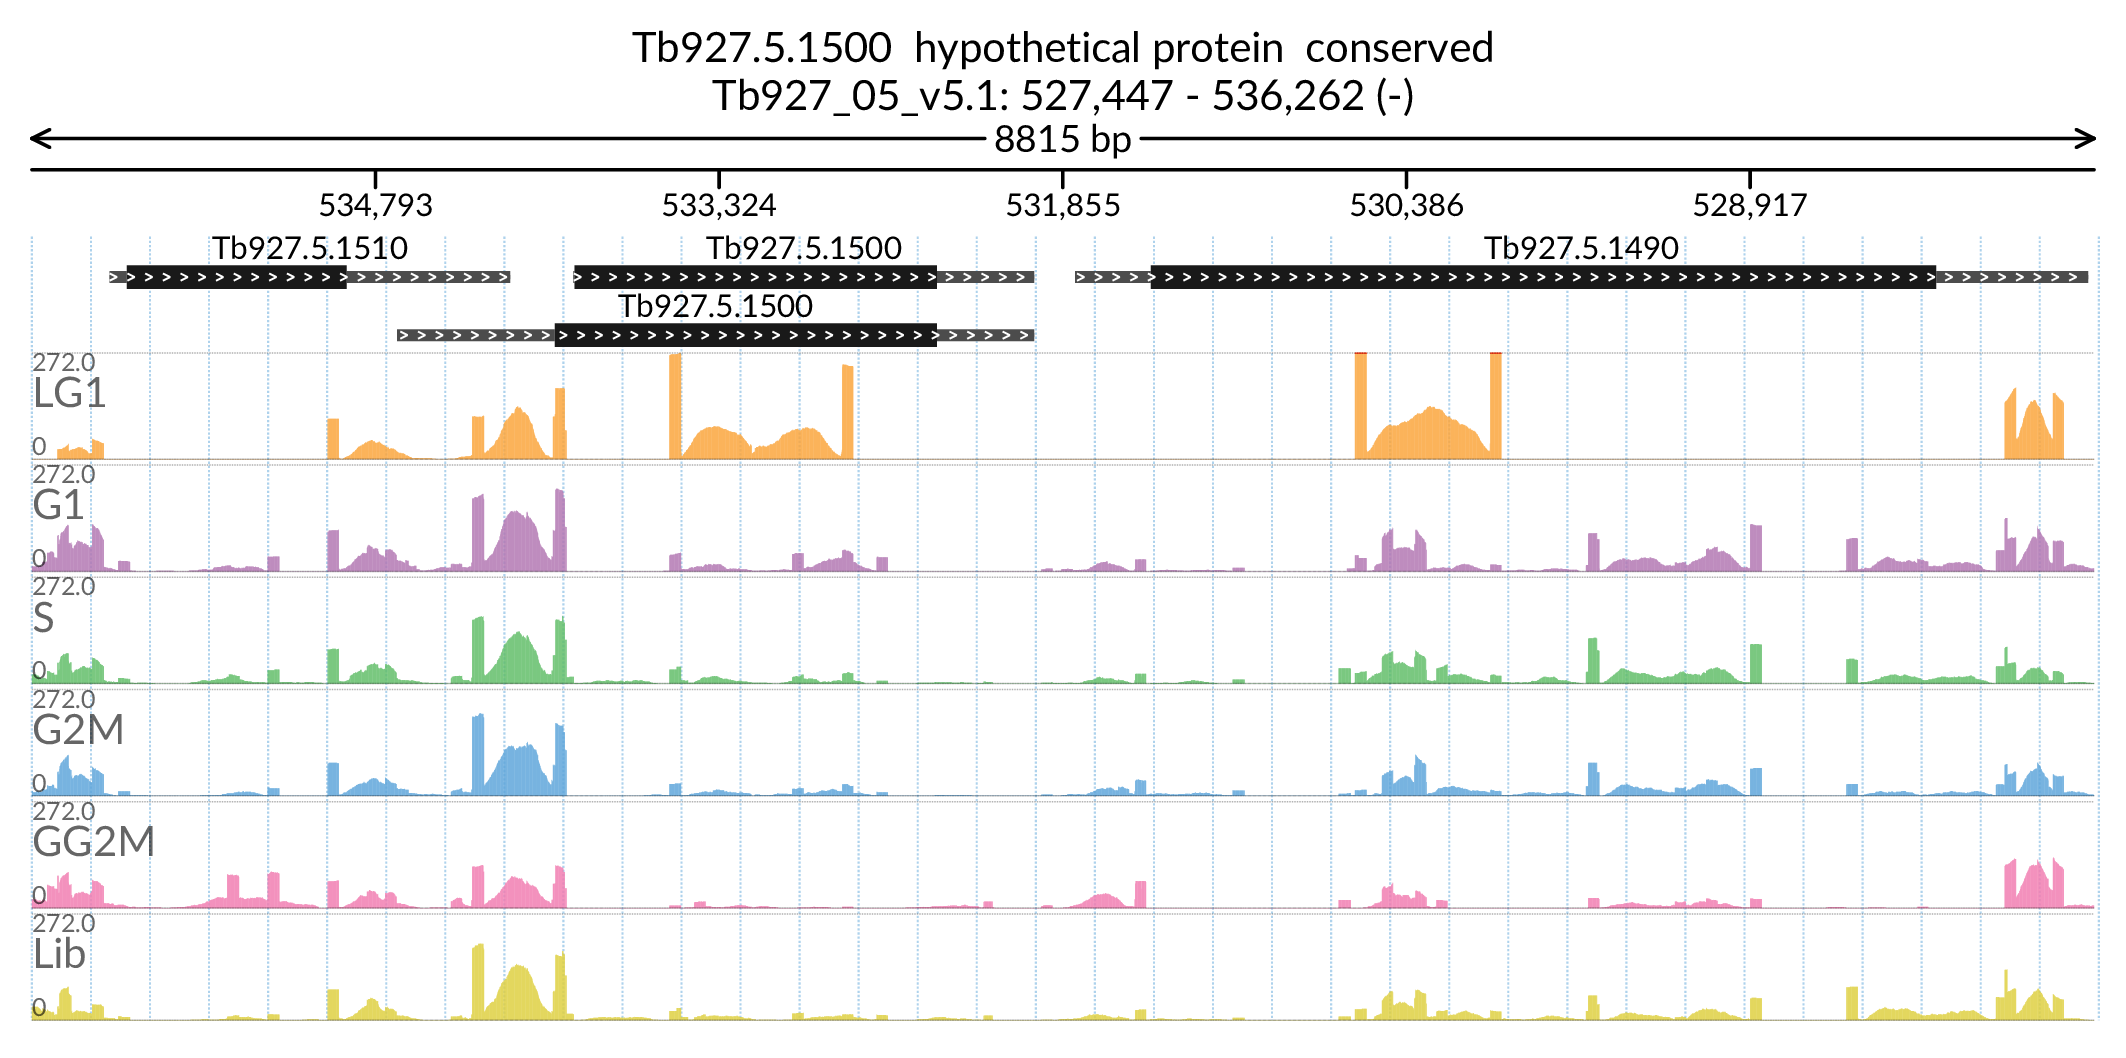 Tb927.5.1500 hypothetical protein conserved
Tb927_05_v5.1: 527,447 - 536,262 (-)
8815 bp
534,793 533,324 531,855 530,386 528,917
Tb927.5.1510 Tb927.5.1500 Tb927.5.1490
Tb927.5.1500
272.0
LG1
0
272.0
G1
0
272.0
S
0
272.0
G2M
0
272.0
GG2M
0
272.0
Lib
0